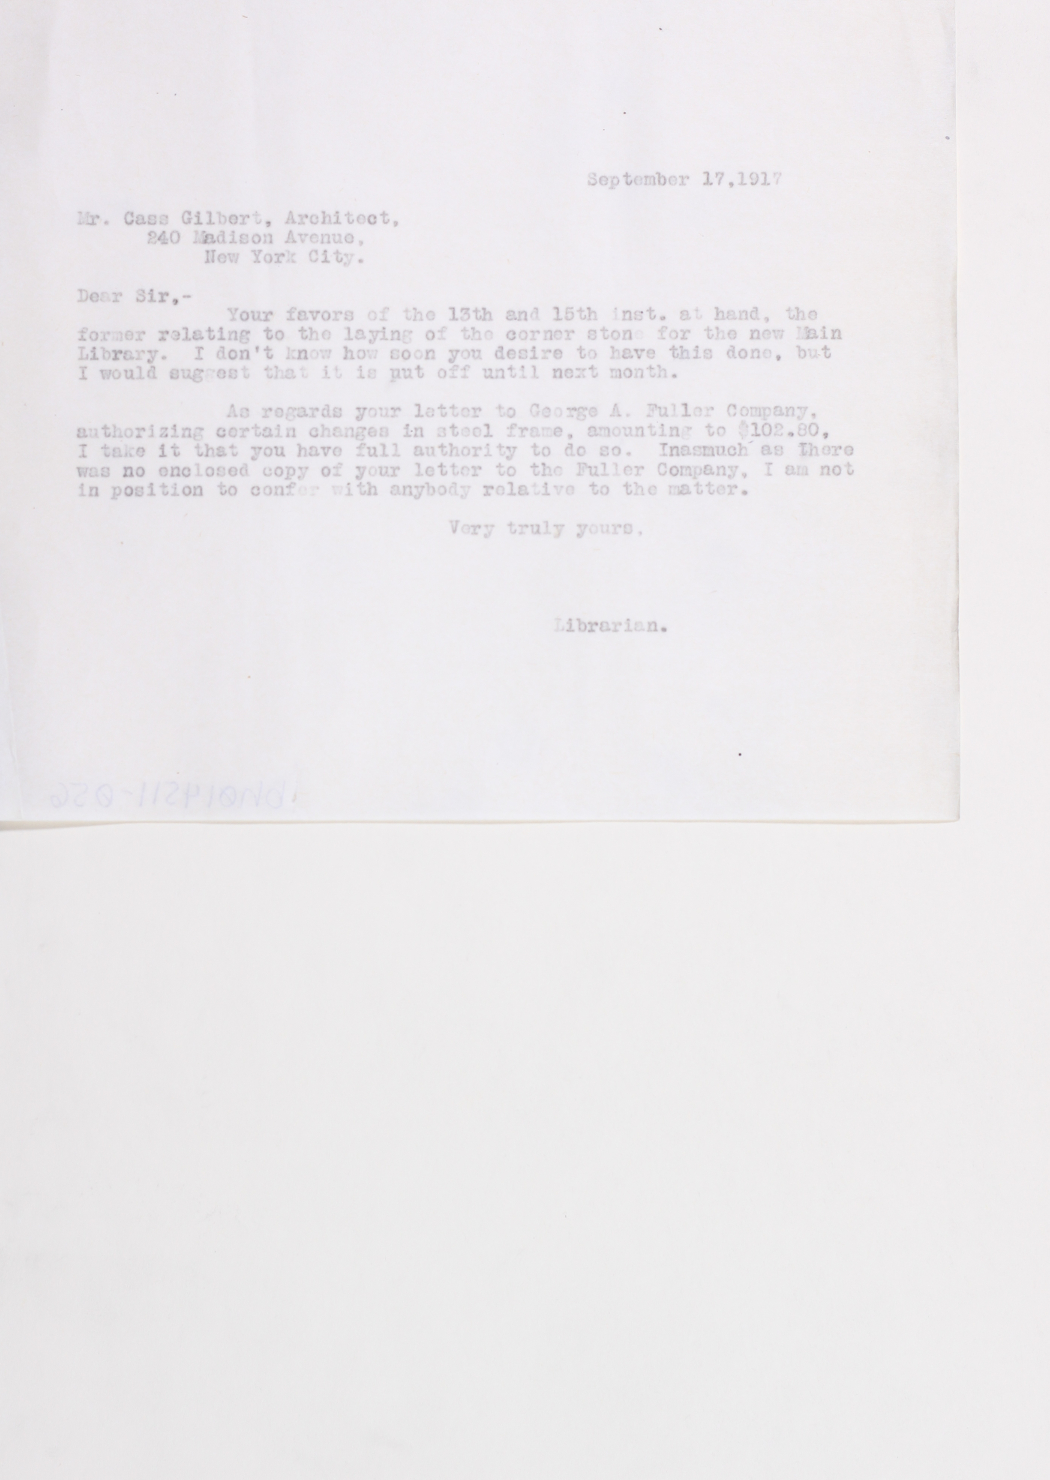 September 17,1917
Mr. Cass Gilbert, Architect,
240 Madison Avenue,
New York City.
Dear Sir,-
Your favors of the 13th and 15th inst. at hand, the
former relating to the laying of the corner stone for the new Main
Library. I don't know how soon you desire to have this done, but
I would suggest that it is put off until next month.
As regards your letter to George A. Fuller Company,
authorizing certain changes in steel frame, amounting to $102.80,
I take it that you have full authority to do so. Inasmuch as there
was no enclosed copy of your letter to the Fuller Company, I am not
in position to confer with anybody relative to the matter.
Very truly yours,
Librarian.